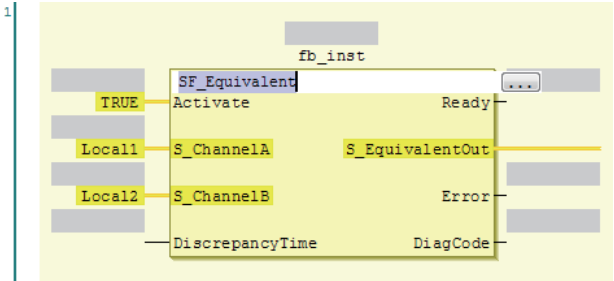 1
fb_inst
SF_Equivalent ...
TRUE Activate Ready
Local1 S_ChannelA S_EquivalentOut
Local2 S_ChannelB Error
DiscrepancyTime DiagCode